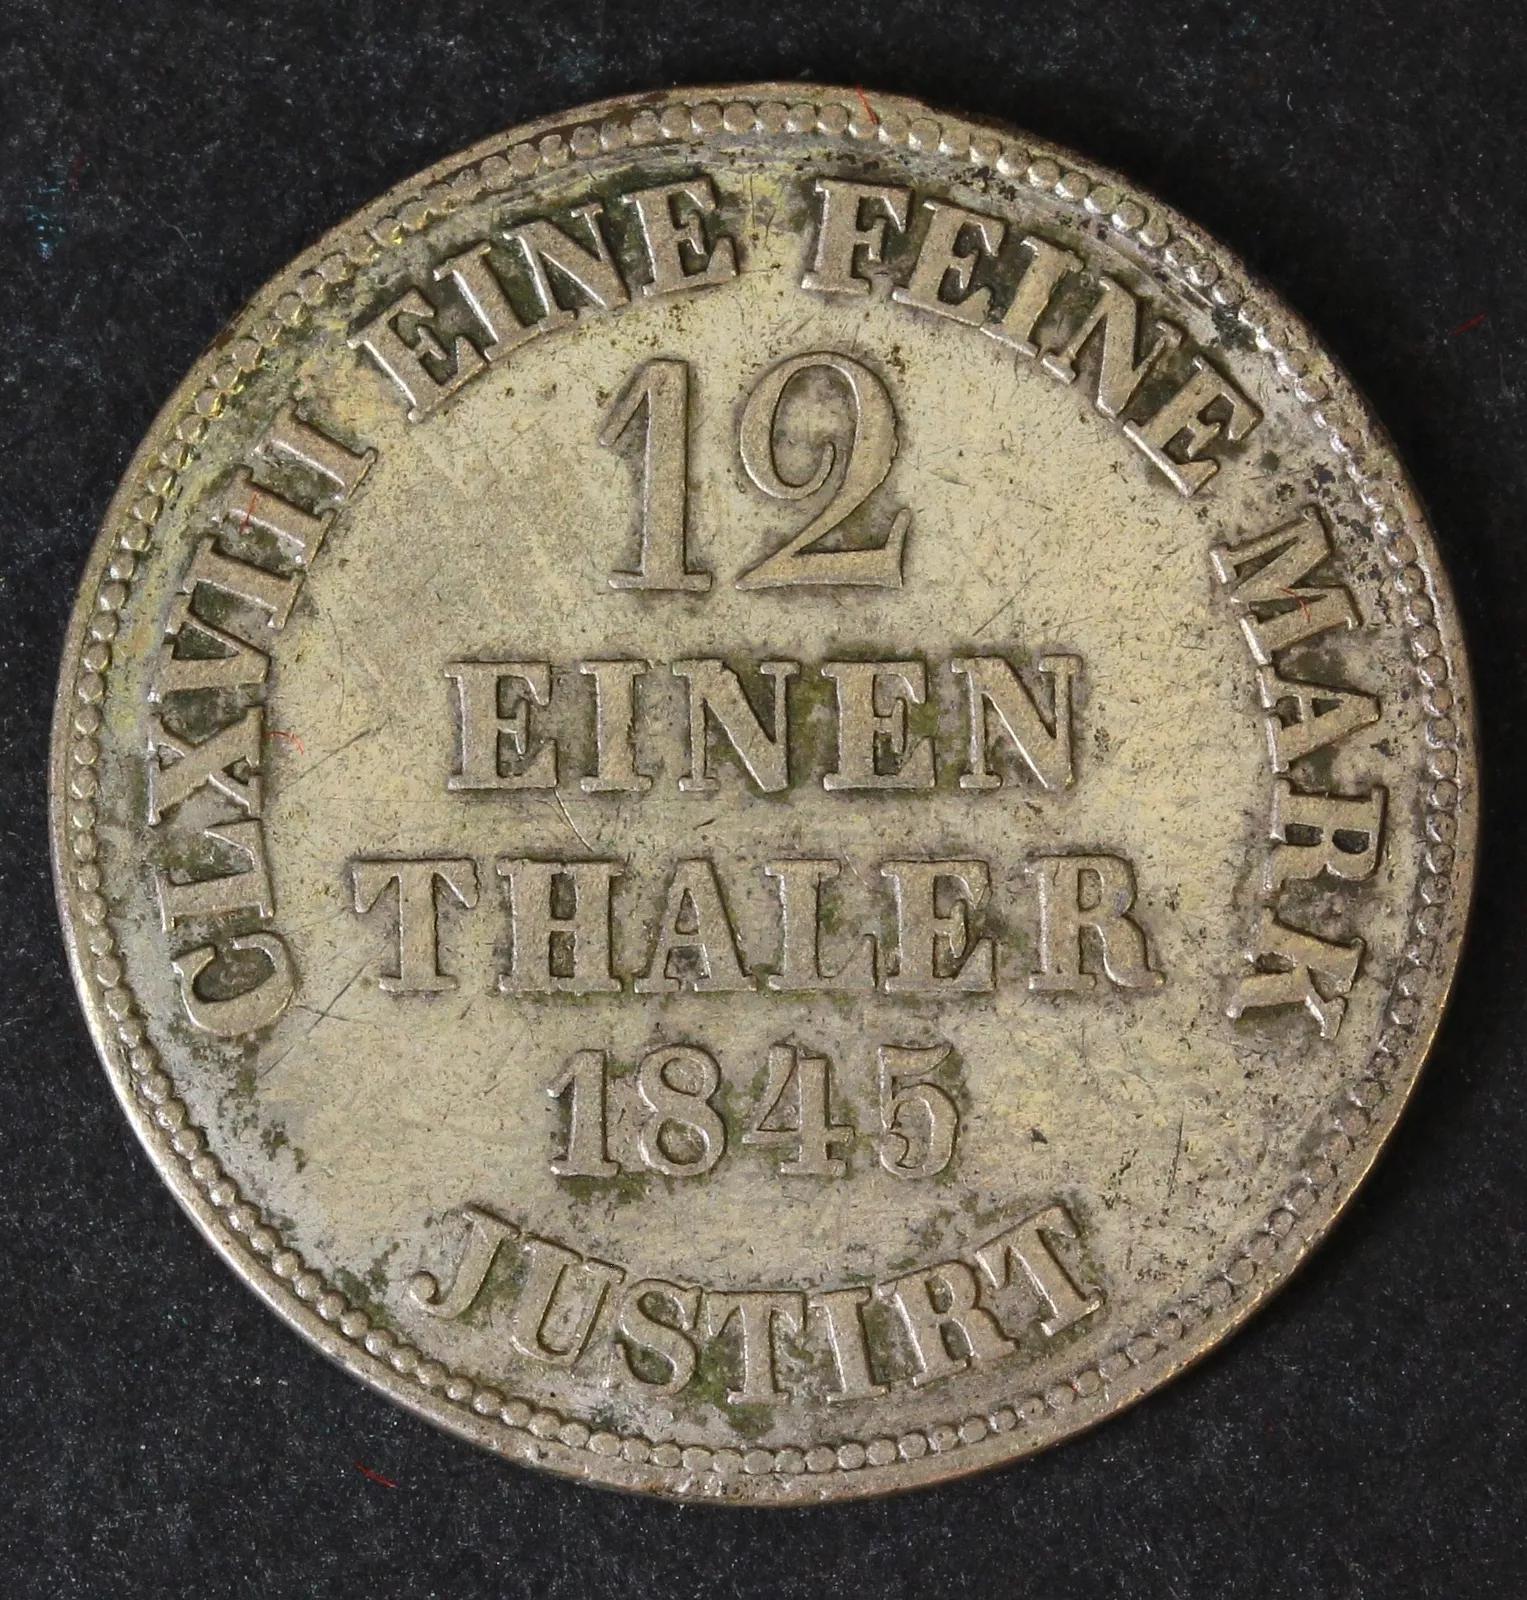 CLXVIII EINE FEINE MARK
12
EINEN
THALER
1845
JUSTIRT